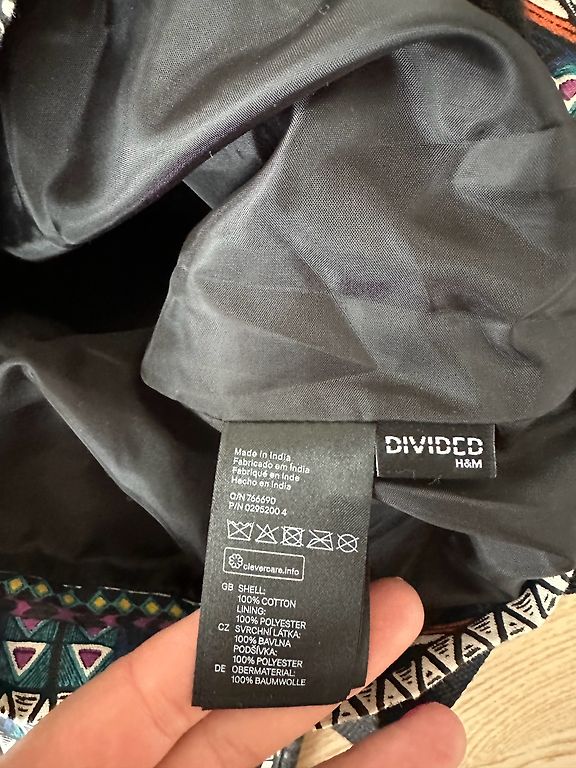 Made in India
Fabricado em Índia
Fabriqué en Inde
Hecho en India
O/N 766690
P/N 0295200 4
clevercare.info
GB SHELL:
100% COTTON
LINING:
100% POLYESTER
CZ SVRCHNÍ LÁTKA:
100% BAVLNA
PODŠÍVKA:
100% POLYESTER
DE OBERMATERIAL:
100% BAUMWOLLE
DIVIDED
H&M